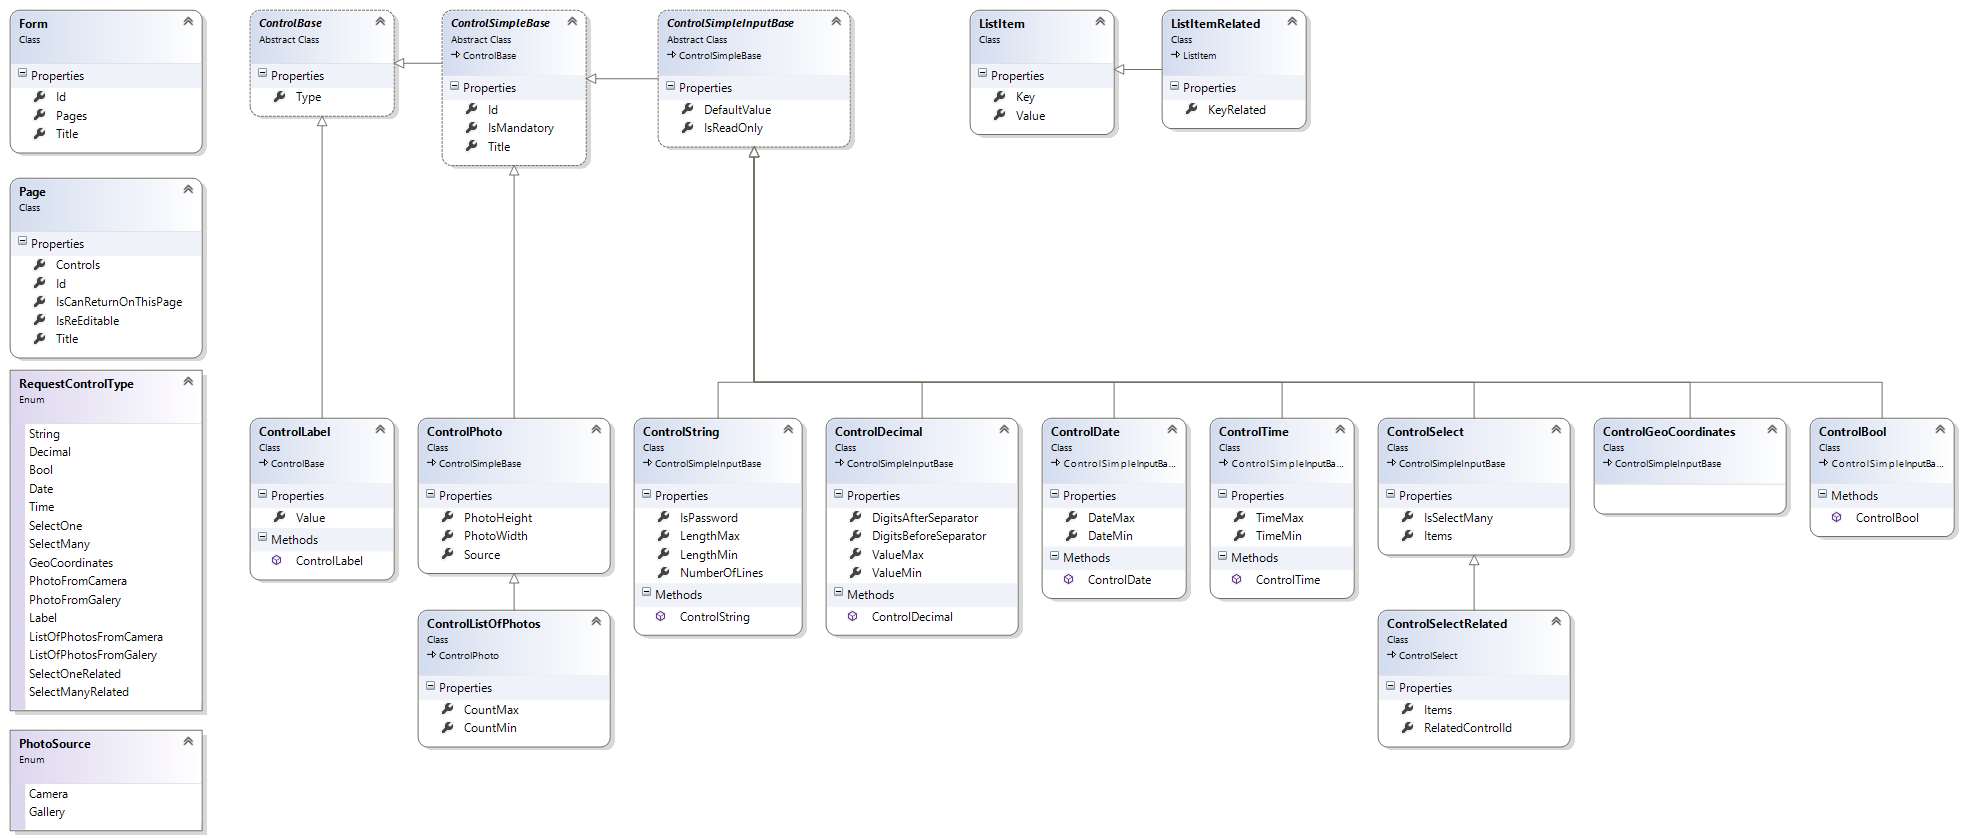 Form
Class
Properties
Id
Pages
Title
Page
Class
Properties
Controls
Id
IsCanReturnOnThisPage
IsReEditable
Title
RequestControlType
Enum
String
Decimal
Bool
Date
Time
SelectOne
SelectMany
GeoCoordinates
PhotoFromCamera
PhotoFromGalery
Label
ListOfPhotosFromCamera
ListOfPhotosFromGalery
SelectOneRelated
SelectManyRelated
PhotoSource
Enum
Camera
Gallery
ControlBase
Abstract Class
Properties
Type
ControlSimpleBase
Abstract Class
ControlBase
Properties
Id
IsMandatory
Title
ControlSimpleInputBase
Abstract Class
ControlSimpleBase
Properties
DefaultValue
IsReadOnly
ListItem
Class
Properties
Key
Value
ListItemRelated
Class
ListItem
Properties
KeyRelated
ControlLabel
Class
ControlBase
Properties
Value
Methods
ControlLabel
ControlPhoto
Class
ControlSimpleBase
Properties
PhotoHeight
PhotoWidth
Source
ControlListOfPhotos
Class
ControlPhoto
Properties
CountMax
CountMin
ControlString
Class
ControlSimpleInputBase
Properties
IsPassword
LengthMax
LengthMin
NumberOfLines
Methods
ControlString
ControlDecimal
Class
ControlSimpleInputBase
Properties
DigitsAfterSeparator
DigitsBeforeSeparator
ValueMax
ValueMin
Methods
ControlDecimal
ControlDate
Class
ControlSimpleInputBa...
Properties
DateMax
DateMin
Methods
ControlDate
ControlTime
Class
ControlSimpleInputBa...
Properties
TimeMax
TimeMin
Methods
ControlTime
ControlSelect
Class
ControlSimpleInputBase
Properties
IsSelectMany
Items
ControlSelectRelated
Class
ControlSelect
Properties
Items
RelatedControlId
ControlGeoCoordinates
Class
ControlSimpleInputBase
ControlBool
Class
ControlSimpleInputBa...
Methods
ControlBool